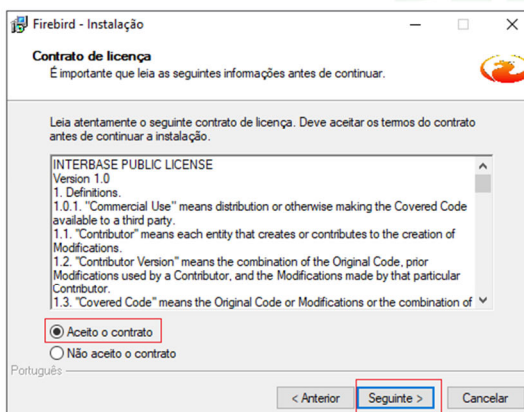 Firebird - Instalação
Contrato de licença
É importante que leia as seguintes informações antes de continuar.
Leia atentamente o seguinte contrato de licença. Deve aceitar os termos do contrato
antes de continuar a instalação.
INTERBASE PUBLIC LICENSE
Version 1.0
1. Definitions.
1.0.1. "Commercial Use" means distribution or otherwise making the Covered Code
available to a third party.
1.1. "Contributor" means each entity that creates or contributes to the creation of
Modifications.
1.2. "Contributor Version" means the combination of the Original Code, prior
Modifications used by a Contributor, and the Modifications made by that particular
Contributor.
1.3. "Covered Code" means the Original Code or Modifications or the combination of
Aceito o contrato
Não aceito o contrato
Português
< Anterior
Seguinte >
Cancelar